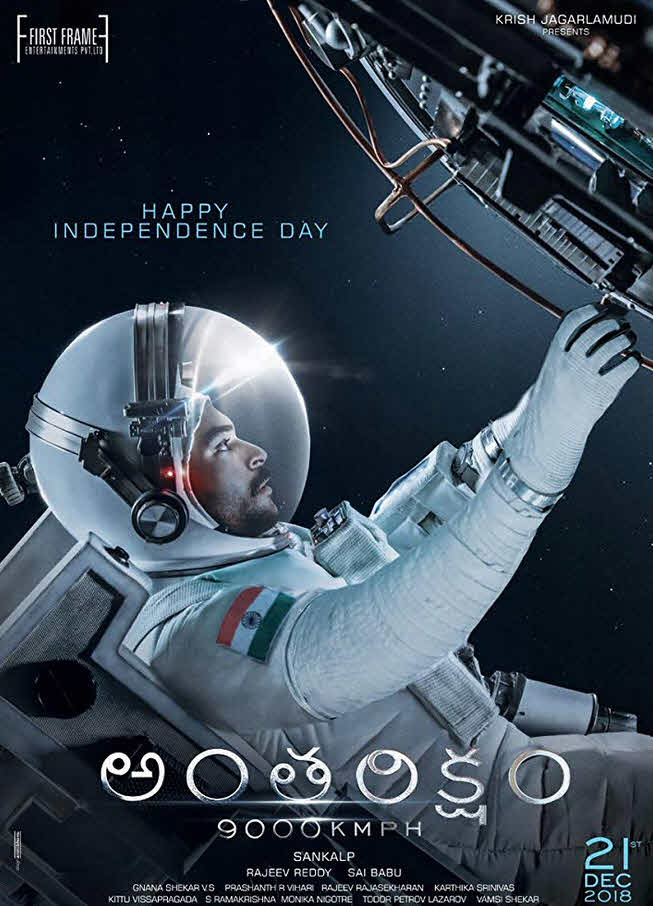 FIRST FRAME
ENTERTAINMENTS PVT.LTD
KRISH JAGARLAMUDI
PRESENTS
HAPPY
INDEPENDENCE DAY
అంతరిక్షం
9000KMPH
SANKALP
RAJEEV REDDY SAI BABU
GNANA SHEKAR V.S PRASHANTH R VIHARI RAJEEV RAJASEKHARAN KARTHIKA SRINIVAS
KITTU VISSAPRAGADA S RAMAKRISHNA MONIKA NIGOTRE TODOR PETROV LAZAROV VAMSI SHEKAR
21ST
DEC
2018